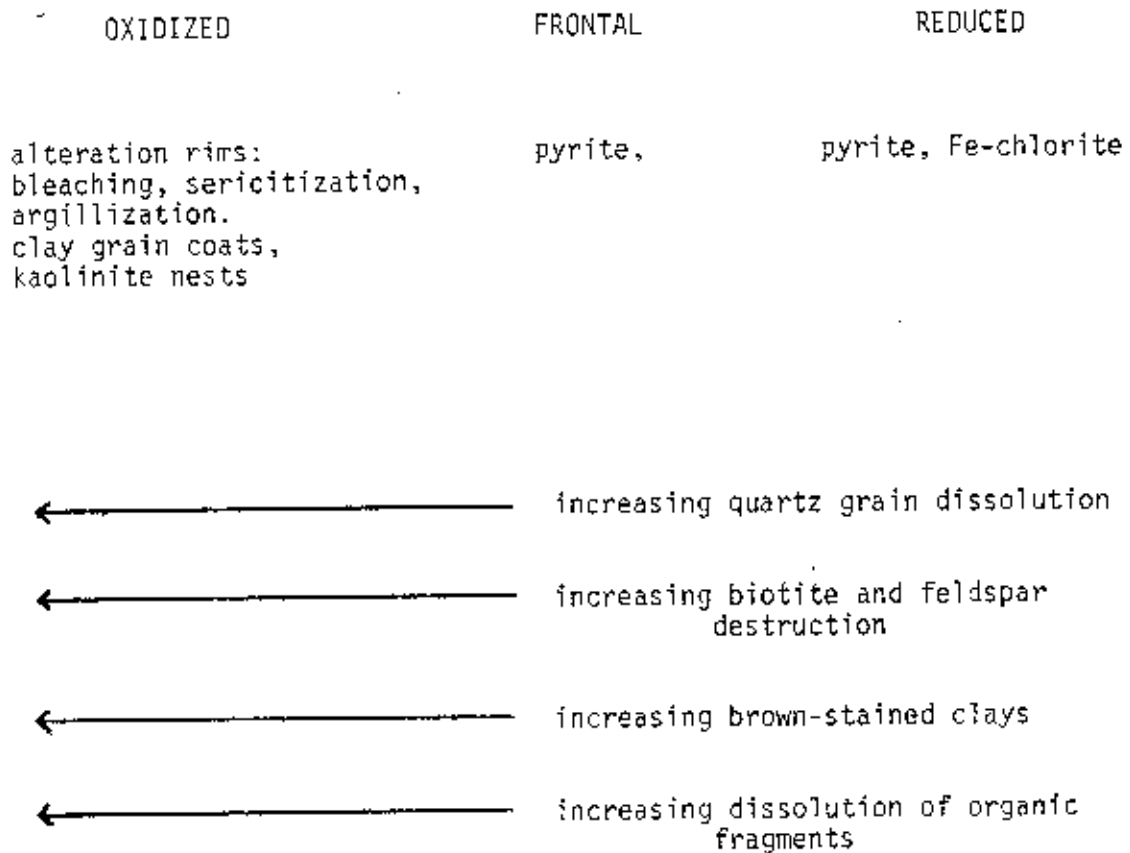 OXIDIZED FRONTAL REDUCED
alteration rims: pyrite, pyrite, Fe-chlorite
bleaching, sericitization,
argillization.
clay grain coats,
kaolinite nests
increasing quartz grain dissolution
increasing biotite and feldspar
destruction
increasing brown-stained clays
increasing dissolution of organic
fragments